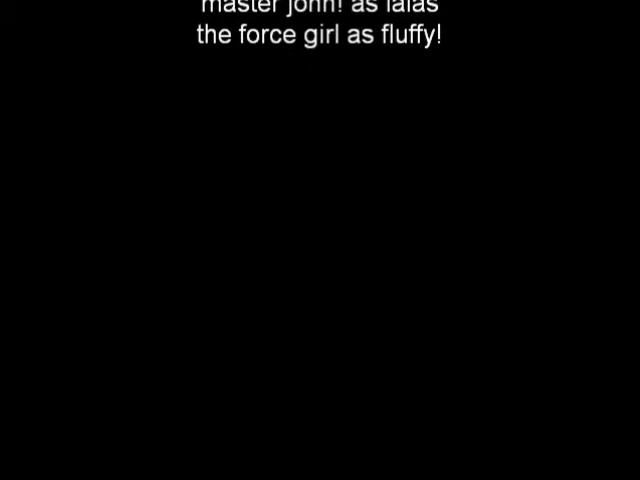 master john! as lalas
the force girl as fluffy!